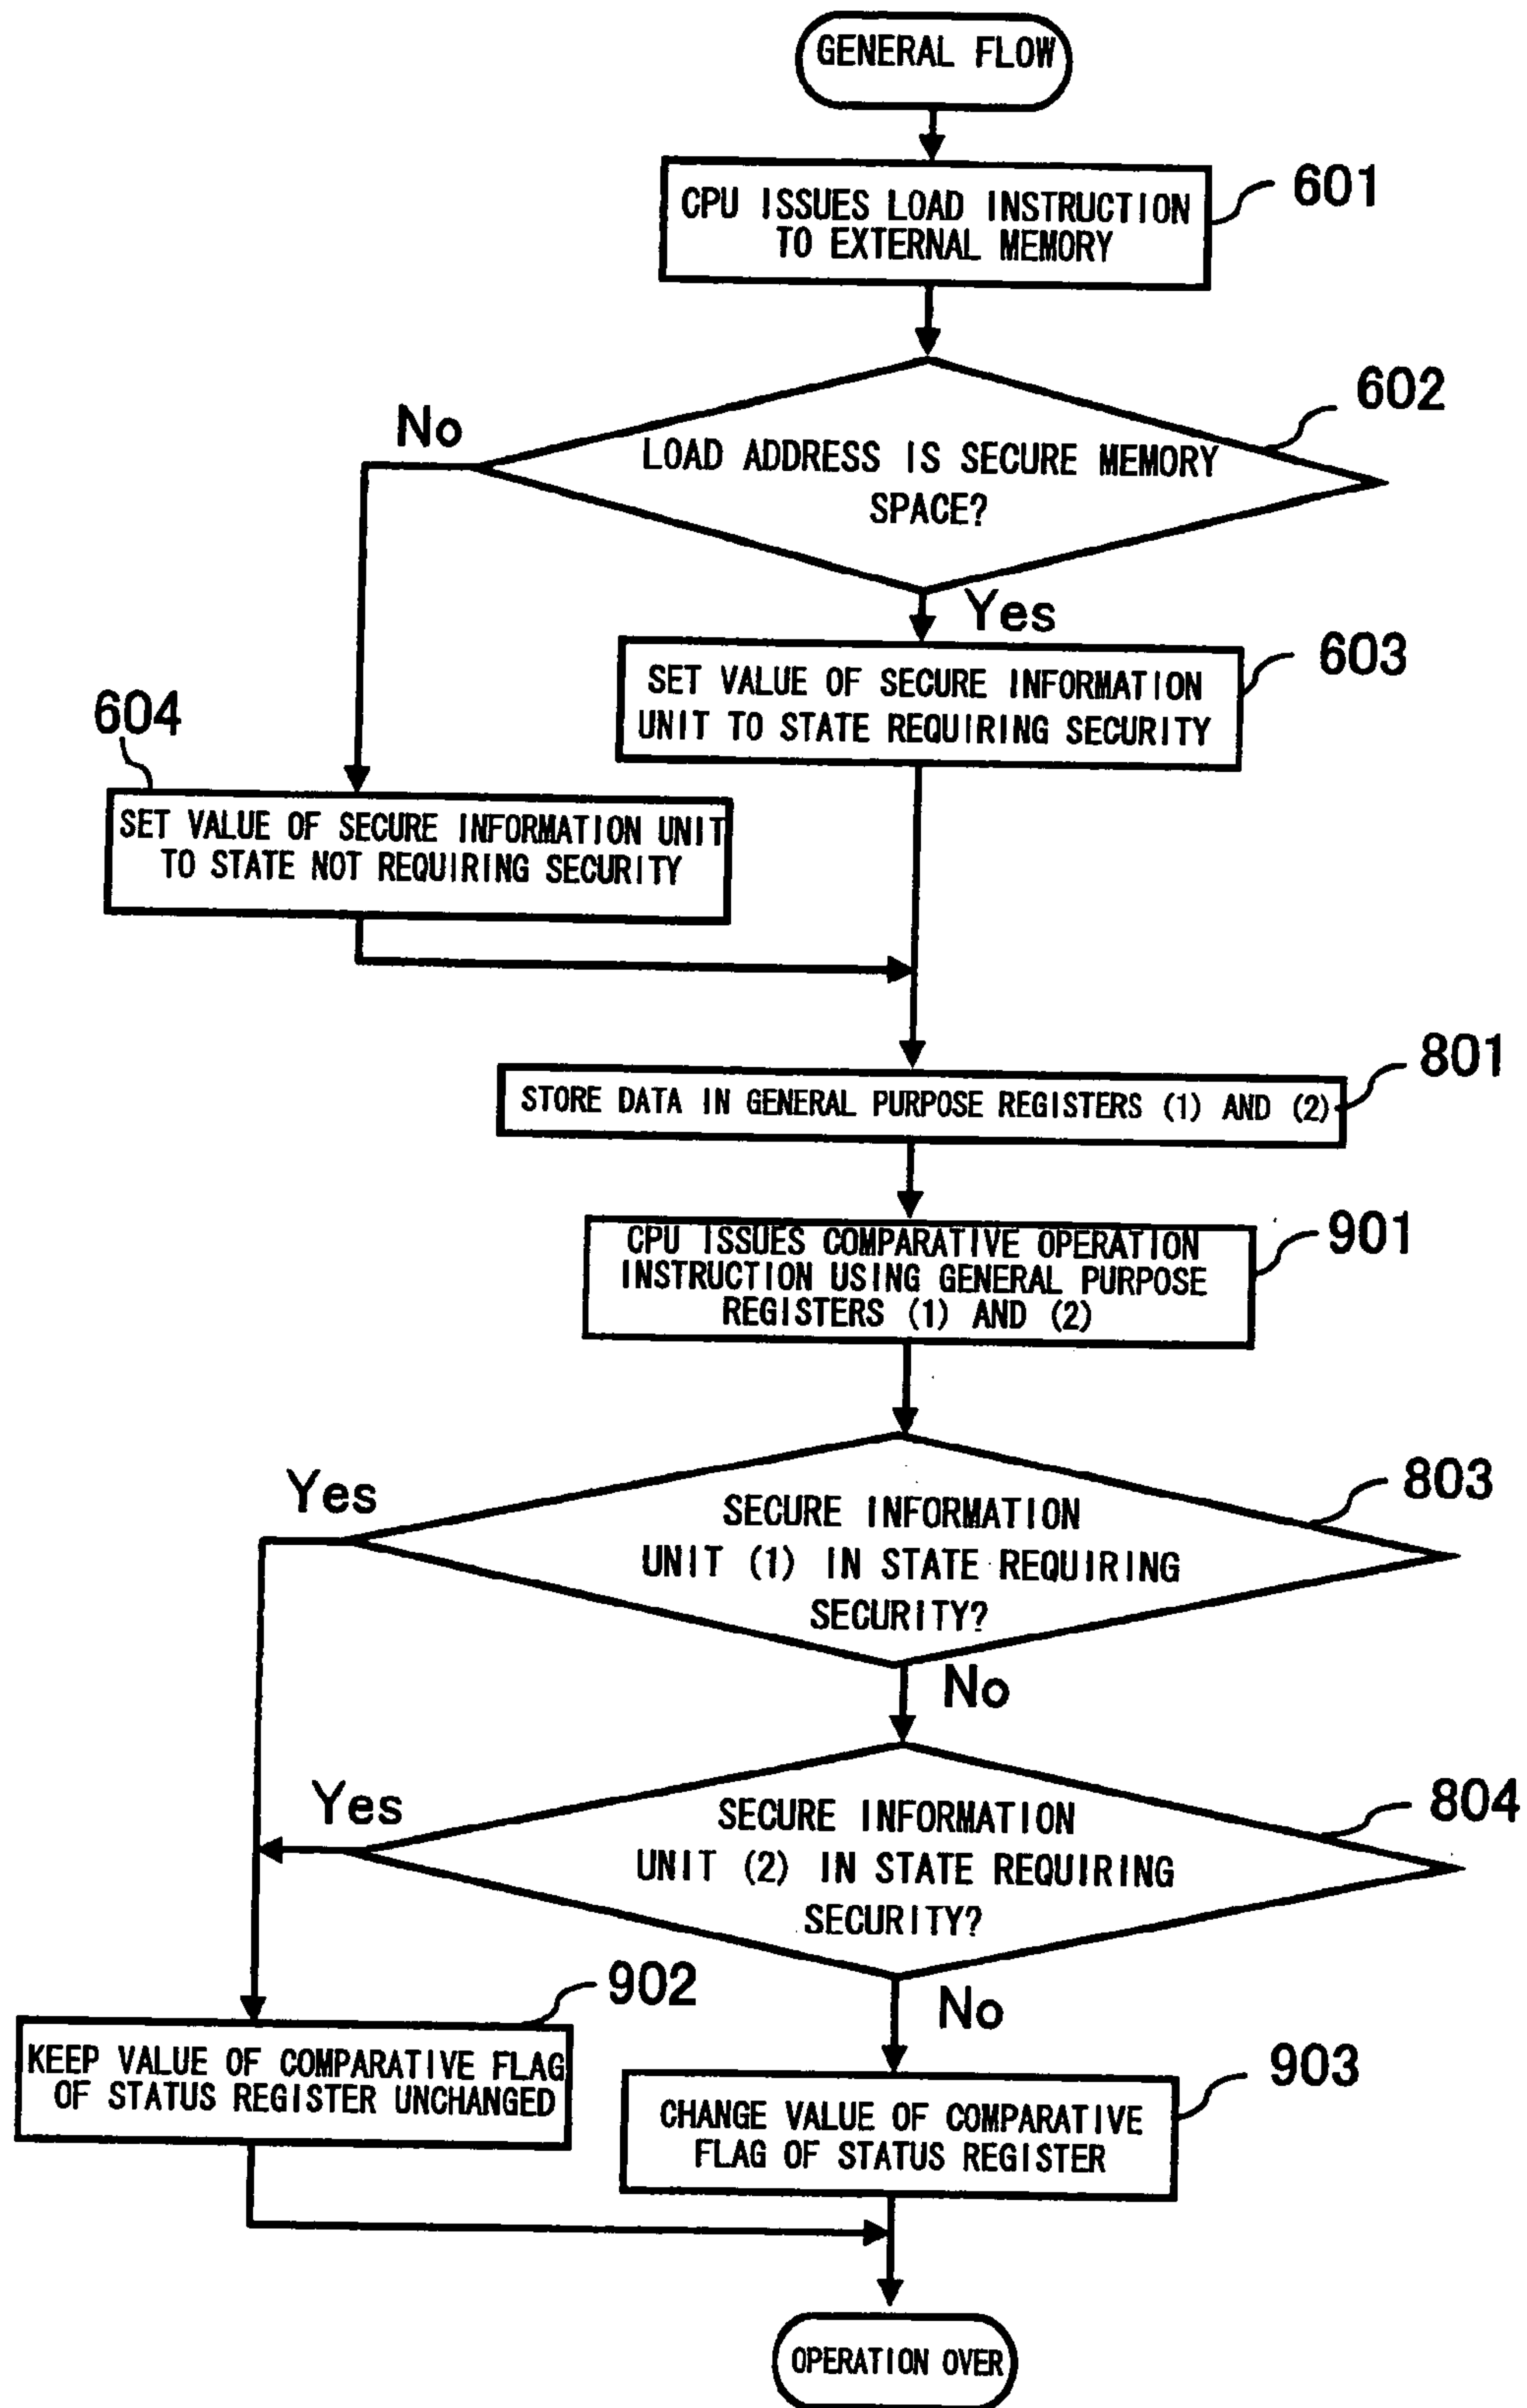 GENERAL FLOW
CPU ISSUES LOAD INSTRUCTION
TO EXTERNAL MEMORY
601
602
No
LOAD ADDRESS IS SECURE MEMORY
SPACE?
Yes
603
SET VALUE OF SECURE INFORMATION
UNIT TO STATE REQUIRING SECURITY
604
SET VALUE OF SECURE INFORMATION UNIT
TO STATE NOT REQUIRING SECURITY
801
STORE DATA IN GENERAL PURPOSE REGISTERS (1) AND (2)
901
CPU ISSUES COMPARATIVE OPERATION
INSTRUCTION USING GENERAL PURPOSE
REGISTERS (1) AND (2)
803
Yes
SECURE INFORMATION
UNIT (1) IN STATE REQUIRING
SECURITY?
No
804
Yes
SECURE INFORMATION
UNIT (2) IN STATE REQUIRING
SECURITY?
No
902
KEEP VALUE OF COMPARATIVE FLAG
OF STATUS REGISTER UNCHANGED
903
CHANGE VALUE OF COMPARATIVE
FLAG OF STATUS REGISTER
OPERATION OVER